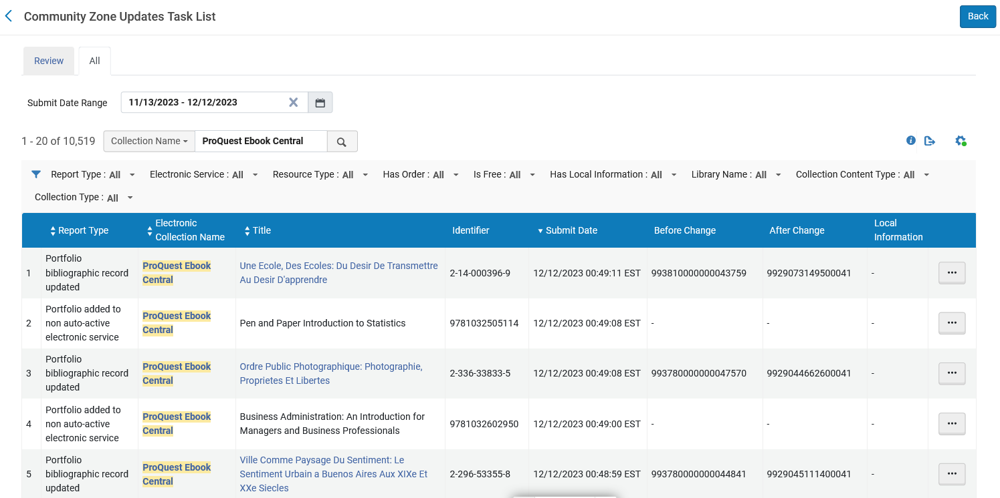 Community Zone Updates Task List
Back
Review
All
Submit Date Range
11/13/2023 - 12/12/2023
1 - 20 of 10,519
Collection Name
ProQuest Ebook Central
Report Type : All
Electronic Service : All
Resource Type : All
Has Order : All
Is Free : All
Has Local Information : All
Library Name : All
Collection Content Type : All
Collection Type : All
Report Type
Electronic
Collection Name
Title
Identifier
Submit Date
Before Change
After Change
Local
Information
1
Portfolio
bibliographic record
updated
ProQuest Ebook
Central
Une Ecole, Des Ecoles: Du Desir De Transmettre
Au Desir D'apprendre
2-14-000396-9
12/12/2023 00:49:11 EST
993810000000043759
9929073149500041
-
2
Portfolio added to
non auto-active
electronic service
ProQuest Ebook
Central
Pen and Paper Introduction to Statistics
9781032505114
12/12/2023 00:49:08 EST
-
-
-
3
Portfolio
bibliographic record
updated
ProQuest Ebook
Central
Ordre Public Photographique: Photographie,
Proprietes Et Libertes
2-336-33833-5
12/12/2023 00:49:08 EST
993780000000047570
9929044662600041
-
4
Portfolio added to
non auto-active
electronic service
ProQuest Ebook
Central
Business Administration: An Introduction for
Managers and Business Professionals
9781032602950
12/12/2023 00:49:00 EST
-
-
-
5
Portfolio
bibliographic record
updated
ProQuest Ebook
Central
Ville Comme Paysage Du Sentiment: Le
Sentiment Urbain a Buenos Aires Aux XIXe Et
XXe Siecles
2-296-53355-8
12/12/2023 00:48:59 EST
993780000000044841
9929045111400041
-